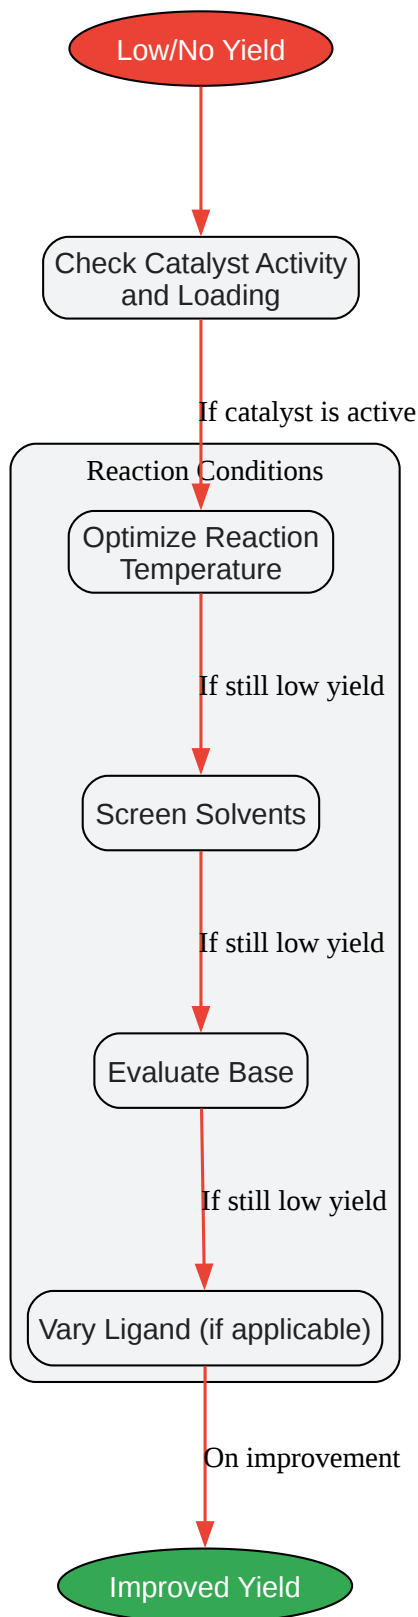 Low/No Yield
Check Catalyst Activity
and Loading
If catalyst is active
Reaction Conditions
Optimize Reaction
Temperature
If still low yield
Screen Solvents
If still low yield
Evaluate Base
If still low yield
Vary Ligand (if applicable)
On improvement
Improved Yield